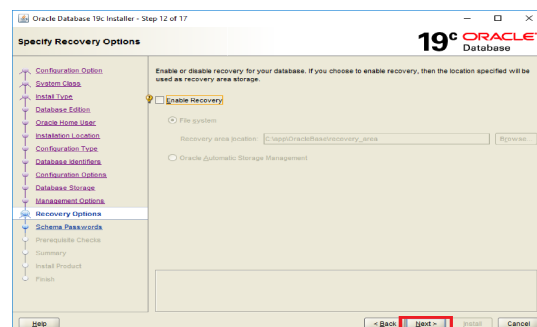 Oracle Database 19c Installer - Step 12 of 17
Specify Recovery Options
19c ORACLE
Database
Configuration Option
System Class
Install Type
Database Edition
Oracle Home User
Installation Location
Configuration Type
Database Identifiers
Configuration Options
Database Storage
Management Options
Recovery Options
Schema Passwords
Prerequisite Checks
Summary
Install Product
Finish
Enable or disable recovery for your database. If you choose to enable recovery, then the location specified will be
used as recovery area storage.
Enable Recovery
File system
Recovery area location C:\app\OracleBase\recovery_area Browse...
Oracle Automatic Storage Management
Help < Back Next > Install Cancel